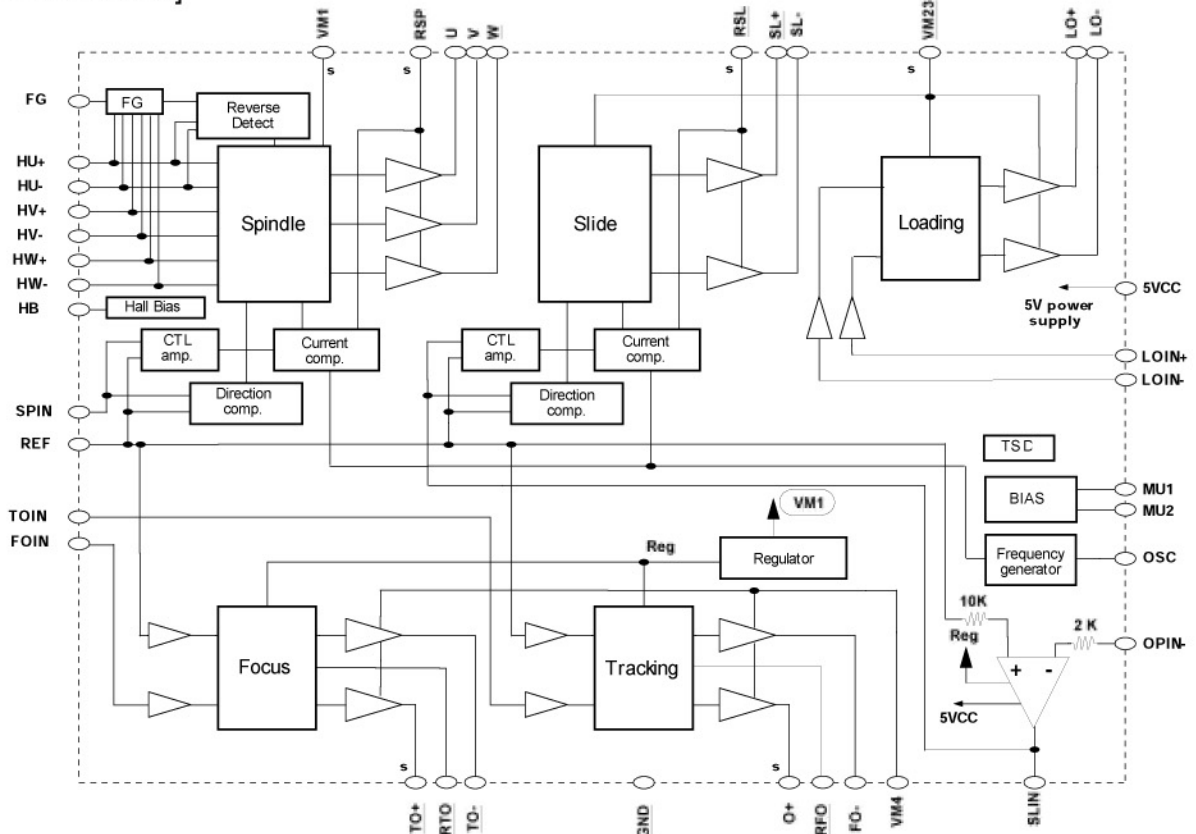 VM1 RSP U V W RSL SL+ SL- VM23 LO+ LO-
s s s s
FG
FG
Reverse
Detect
HU+
HU-
HV+
HV-
HW+
HW-
HB
Hall Bias
Spindle
Slide
Loading
5VCC
5V power
supply
CTL
amp.
Current
comp.
CTL
amp.
Current
comp.
LOIN+
LOIN-
Direction
comp.
Direction
comp.
SPIN
REF
TSD
BIAS
MU1
MU2
TOIN
FOIN
VM1
Reg
Regulator
Frequency
generator
OSC
10K
2 K
Reg
OPIN-
+ -
5VCC
Focus
Tracking
s s
TO+ RTO TO- GND O+ RFO FO- VM4 SLIN